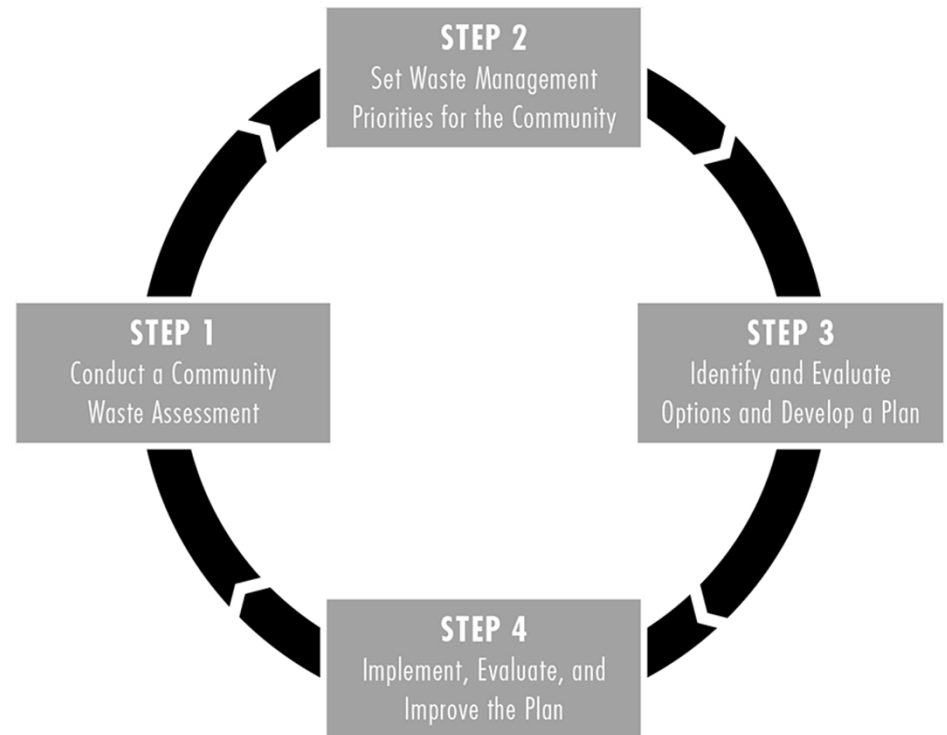 STEP 1
Conduct a Community
Waste Assessment
STEP 2
Set Waste Management
Priorities for the Community
STEP 3
Identify and Evaluate
Options and Develop a Plan
STEP 4
Implement, Evaluate, and
Improve the Plan